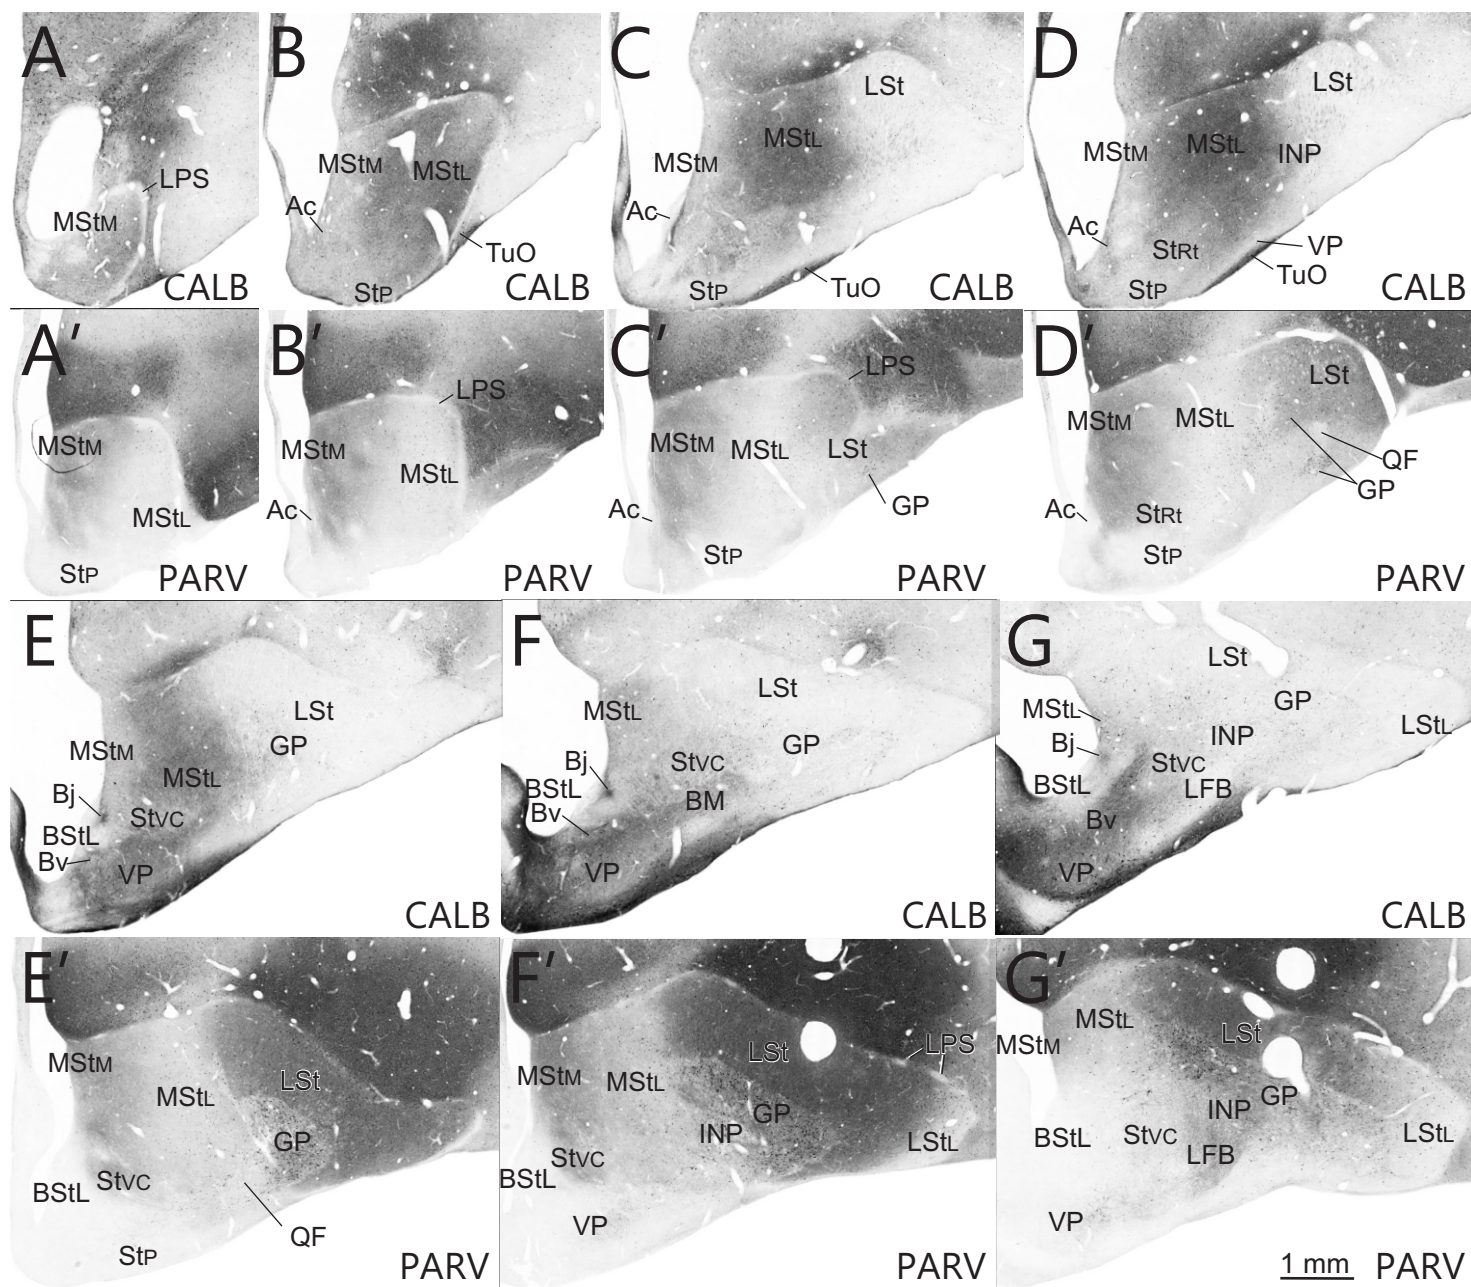 A
LPS
MStM
CALB
B
MStM
MStL
Ac
TuO
StP
CALB
C
LSt
MStL
MStM
Ac
StP
TuO
CALB
D
LSt
MStM
MStL
INP
Ac
StRt
VP
TuO
StP
CALB
A′
MStM
MStL
StP
PARV
B′
LPS
MStM
MStL
Ac
PARV
C′
LPS
MStM
MStL
LSt
Ac
GP
StP
PARV
D′
LSt
MStM
MStL
QF
GP
Ac
StRt
StP
PARV
E
LSt
GP
MStM
MStL
Bj
StVC
BStL
Bv
VP
CALB
F
LSt
MStL
GP
Bj
StVC
BStL
BM
Bv
VP
CALB
G
LSt
GP
MStL
LStL
INP
Bj
StVC
BStL
LFB
Bv
VP
CALB
E′
MStM
LSt
MStL
GP
StVC
BStL
QF
StP
PARV
F′
LSt
LPS
MStM
MStL
GP
INP
LStL
StVC
BStL
VP
PARV
G′
MStL
LSt
MStM
GP
INP
BStL
StVC
LStL
LFB
VP
1 mm
PARV